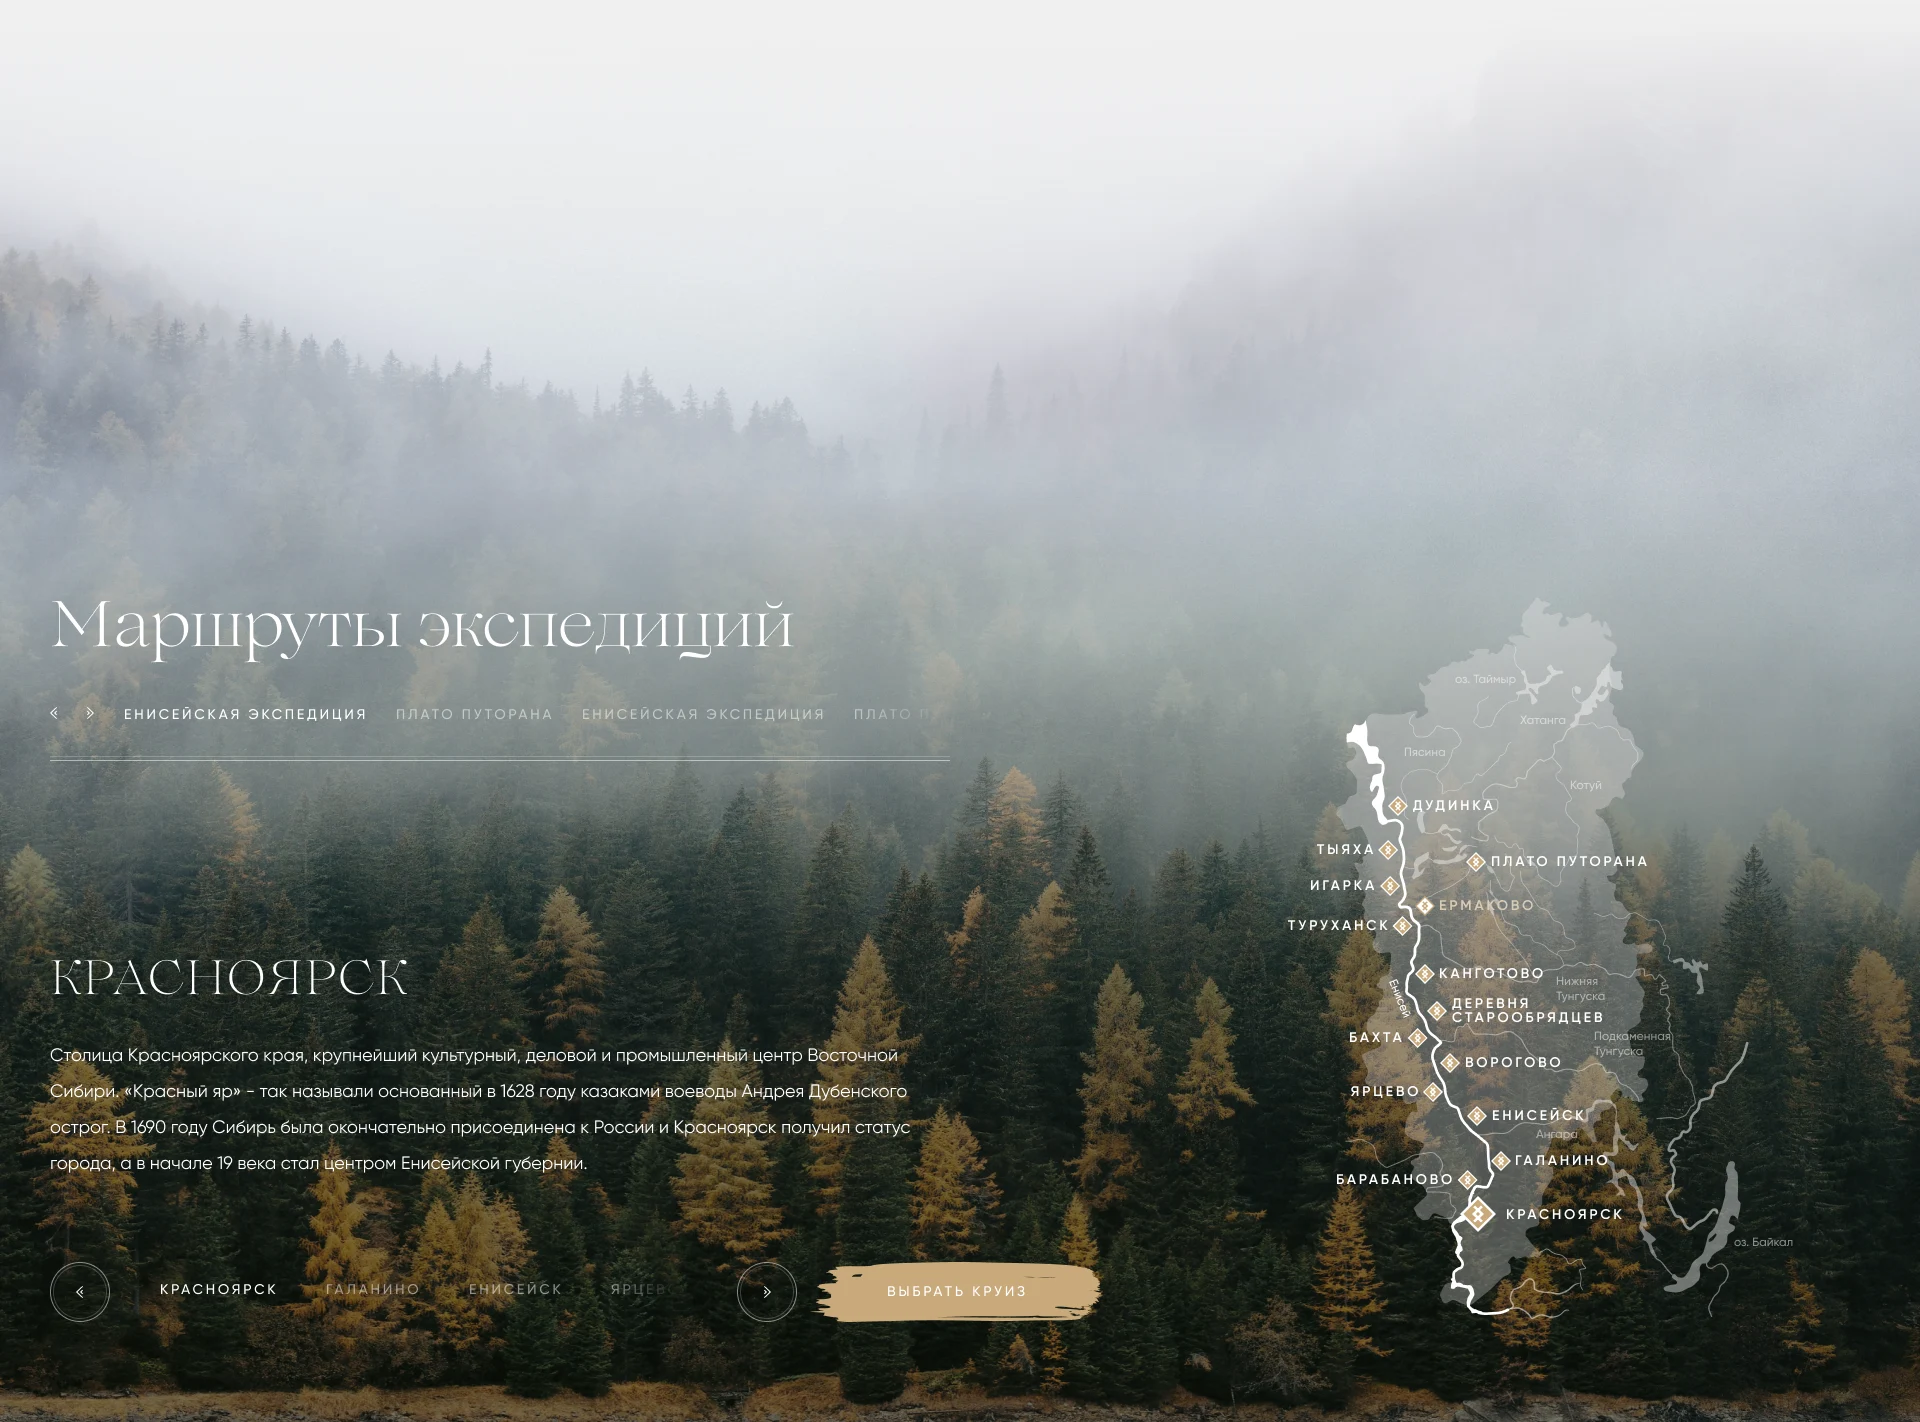 Маршруты экспедиций
ЕНИСЕЙСКАЯ ЭКСПЕДИЦИЯ ПЛАТО ПУТОРАНА ЕНИСЕЙСКАЯ ЭКСПЕДИЦИЯ ПЛАТО
КРАСНОЯРСК
Столица Красноярского края, крупнейший культурный, деловой и промышленный центр Восточной
Сибири. «Красный яр» - так называли основанный в 1628 году казаками воеводы Андрея Дубенского
острог. В 1690 году Сибирь была окончательно присоединена к России и Красноярск получил статус
города, а в начале 19 века стал центром Енисейской губернии.
КРАСНОЯРСК ГАЛАНИНО ЕНИСЕЙСК ЯРЦЕВ
ВЫБРАТЬ КРУИЗ
оз. Таймыр
Хатанга
Пясина
Котуй
ДУДИНКА
ТЫЯХА
ПЛАТО ПУТОРАНА
ИГАРКА
ЕРМАКОВО
ТУРУХАНСК
КАНГОТОВО
Нижняя
Тунгуска
Енисей
ДЕРЕВНЯ
СТАРООБРЯДЦЕВ
БАХТА
Подкаменная
Тунгуска
ВОРОГОВО
ЯРЦЕВО
ЕНИСЕЙСК
Ангара
ГАЛАНИНО
БАРАБАНОВО
КРАСНОЯРСК
оз. Байкал